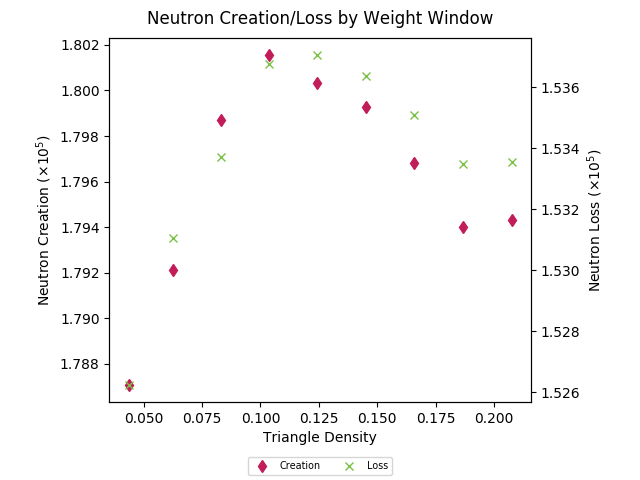 Neutron Creation/Loss by Weight Window
Neutron Creation (×10⁵)
1.802
1.800
1.798
1.796
1.794
1.792
1.790
1.788
1.536
1.534
1.532
1.530
1.528
1.526
Neutron Loss (×10⁵)
0.050 0.075 0.100 0.125 0.150 0.175 0.200
Triangle Density
Creation Loss